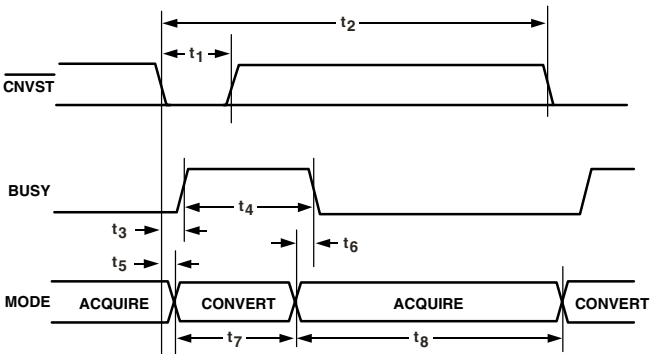 t2
t1
CNVST
BUSY
t4
t3
t6
t5
MODE ACQUIRE CONVERT ACQUIRE CONVERT
t7 t8